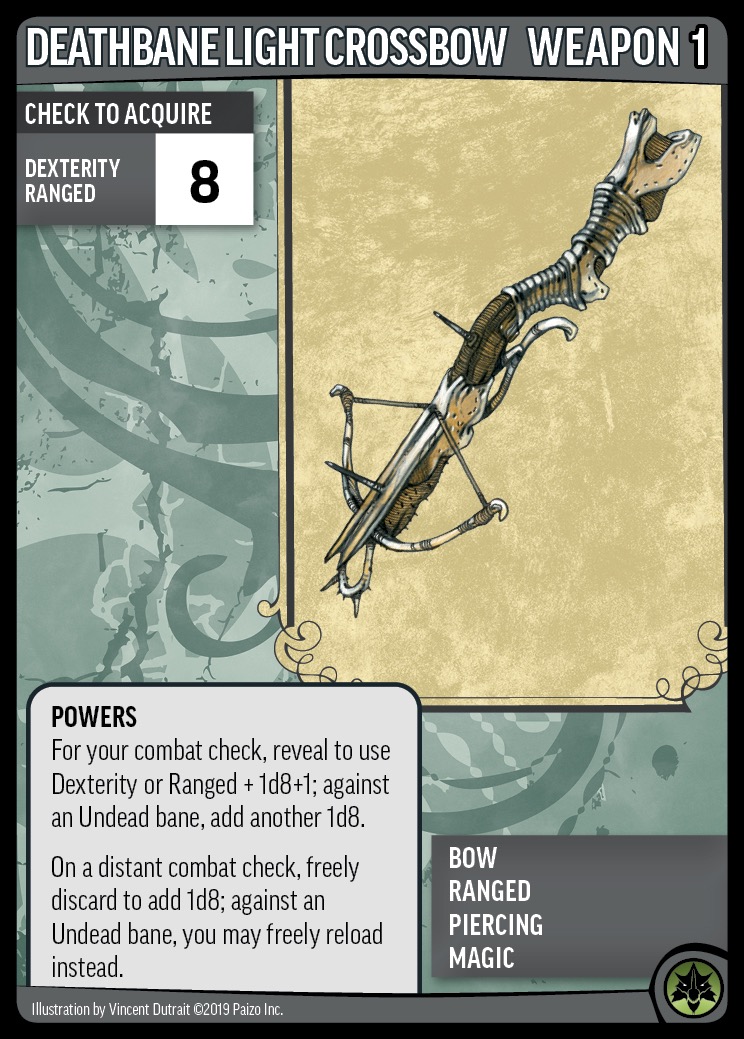 DEATHBANE LIGHT CROSSBOW WEAPON 1
CHECK TO ACQUIRE
DEXTERITY
RANGED
8
POWERS
For your combat check, reveal to use
Dexterity or Ranged + 1d8+1; against
an Undead bane, add another 1d8.
On a distant combat check, freely
discard to add 1d8; against an
Undead bane, you may freely reload
instead.
BOW
RANGED
PIERCING
MAGIC
Illustration by Vincent Dutrait ©2019 Paizo Inc.